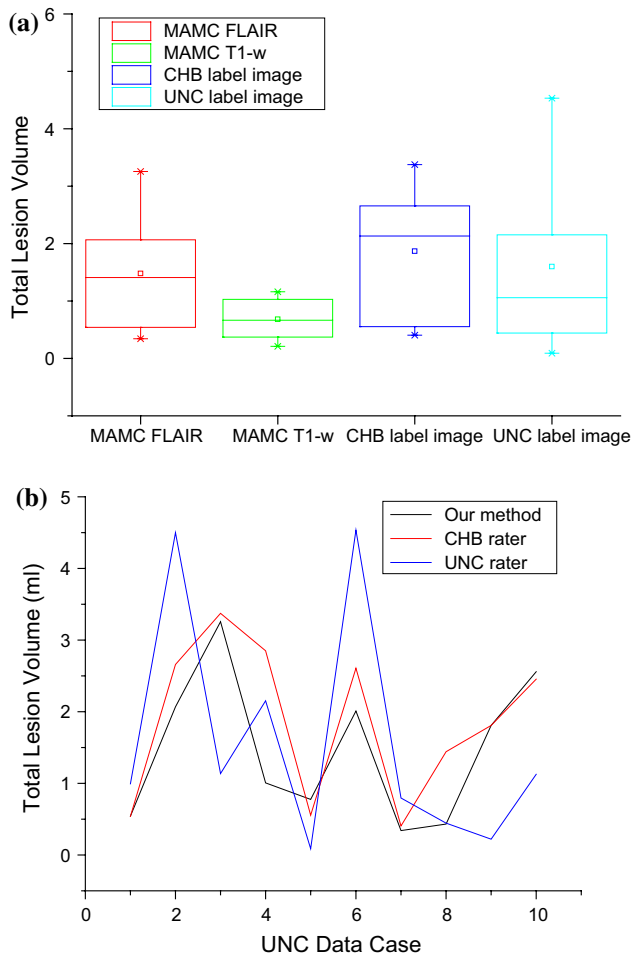 (a)
6
4
2
0
Total Lesion Volume
MAMC FLAIR
MAMC T1-w
CHB label image
UNC label image
MAMC FLAIR
MAMC T1-w
CHB label image
UNC label image
(b)
5
4
3
2
1
0
Total Lesion Volume (ml)
Our method
CHB rater
UNC rater
0
2
4
6
8
10
UNC Data Case